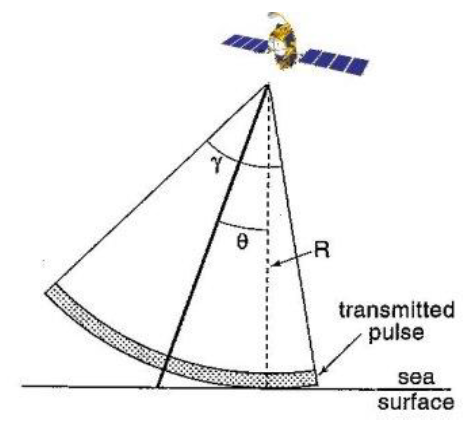 γ
θ
R
transmitted
pulse
sea
surface